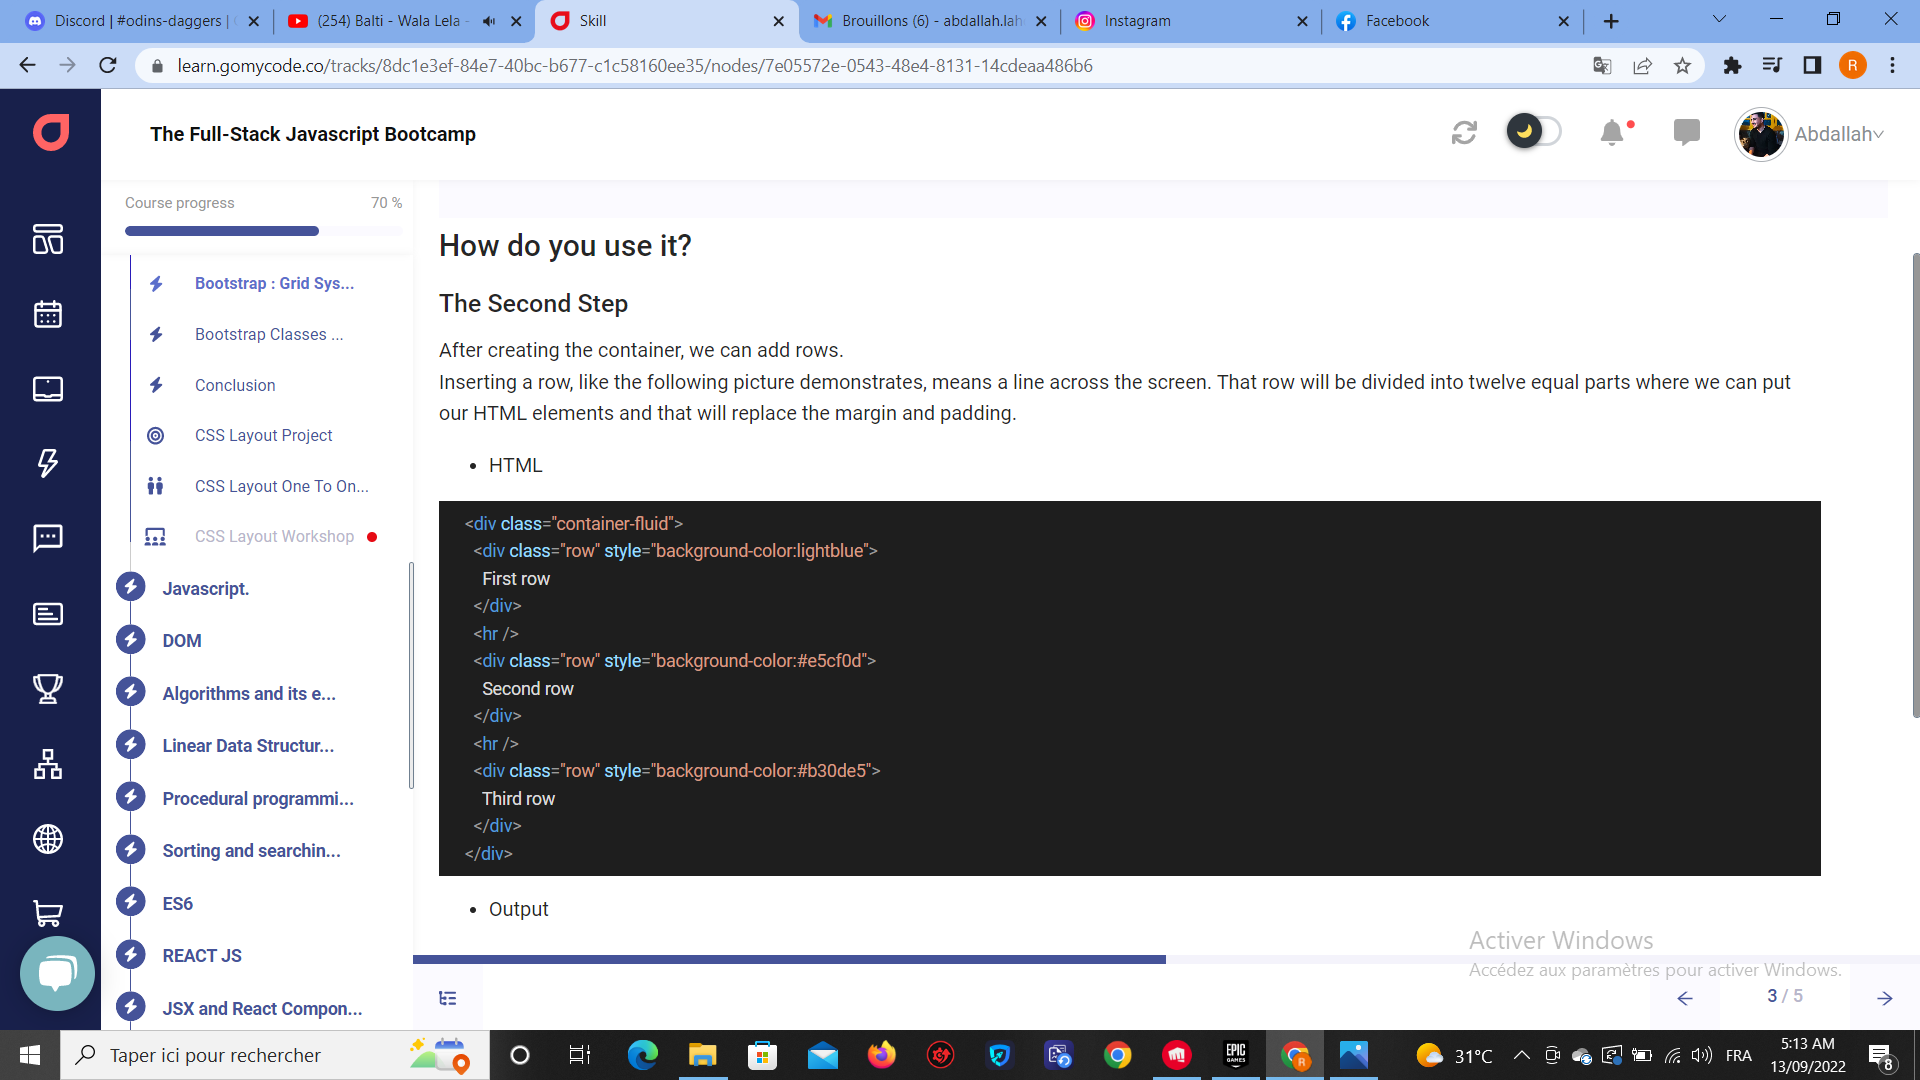 Discord | #odins-daggers |
(254) Balti - Wala Lela -
Skill
Brouillons (6) - abdallah.lah
Instagram
Facebook
learn.gomycode.co/tracks/8dc1e3ef-84e7-40bc-b677-c1c58160ee35/nodes/7e05572e-0543-48e4-8131-14cdeaa486b6
R
The Full-Stack Javascript Bootcamp
Abdallah
Course progress 70 %
Bootstrap : Grid Sys...
Bootstrap Classes ...
Conclusion
CSS Layout Project
CSS Layout One To On...
CSS Layout Workshop
Javascript.
DOM
Algorithms and its e...
Linear Data Structur...
Procedural programmi...
Sorting and searchin...
ES6
REACT JS
JSX and React Compon...
How do you use it?
The Second Step
After creating the container, we can add rows.
Inserting a row, like the following picture demonstrates, means a line across the screen. That row will be divided into twelve equal parts where we can put
our HTML elements and that will replace the margin and padding.
• HTML
<div class="container-fluid">
<div class="row" style="background-color:lightblue">
First row
</div>
<hr />
<div class="row" style="background-color:#e5cf0d">
Second row
</div>
<hr />
<div class="row" style="background-color:#b30de5">
Third row
</div>
</div>
• Output
Activer Windows
Accédez aux paramètres pour activer Windows.
3 / 5
Taper ici pour rechercher
EPIC
GAMES
R
31°C
FRA
5:13 AM
13/09/2022
8